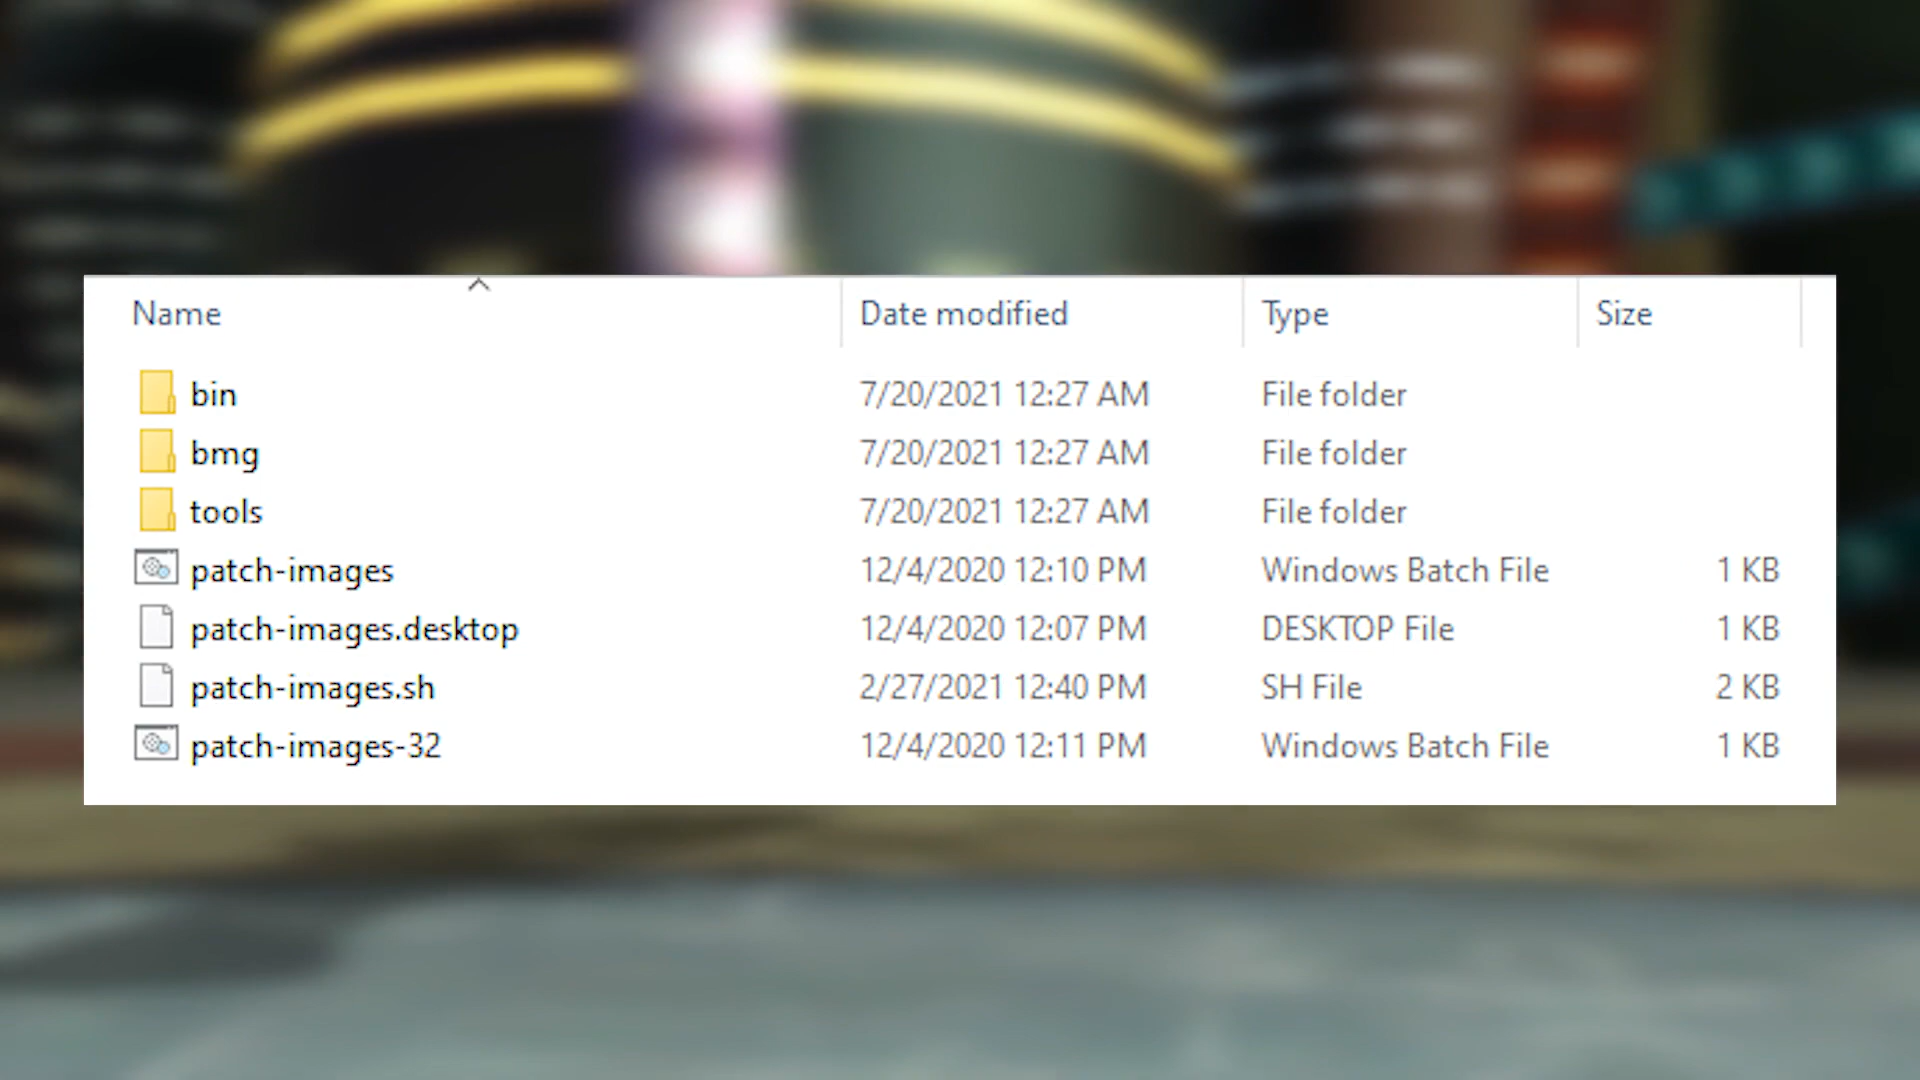 Name Date modified Type Size
bin 7/20/2021 12:27 AM File folder
bmg 7/20/2021 12:27 AM File folder
tools 7/20/2021 12:27 AM File folder
patch-images 12/4/2020 12:10 PM Windows Batch File 1 KB
patch-images.desktop 12/4/2020 12:07 PM DESKTOP File 1 KB
patch-images.sh 2/27/2021 12:40 PM SH File 2 KB
patch-images-32 12/4/2020 12:11 PM Windows Batch File 1 KB